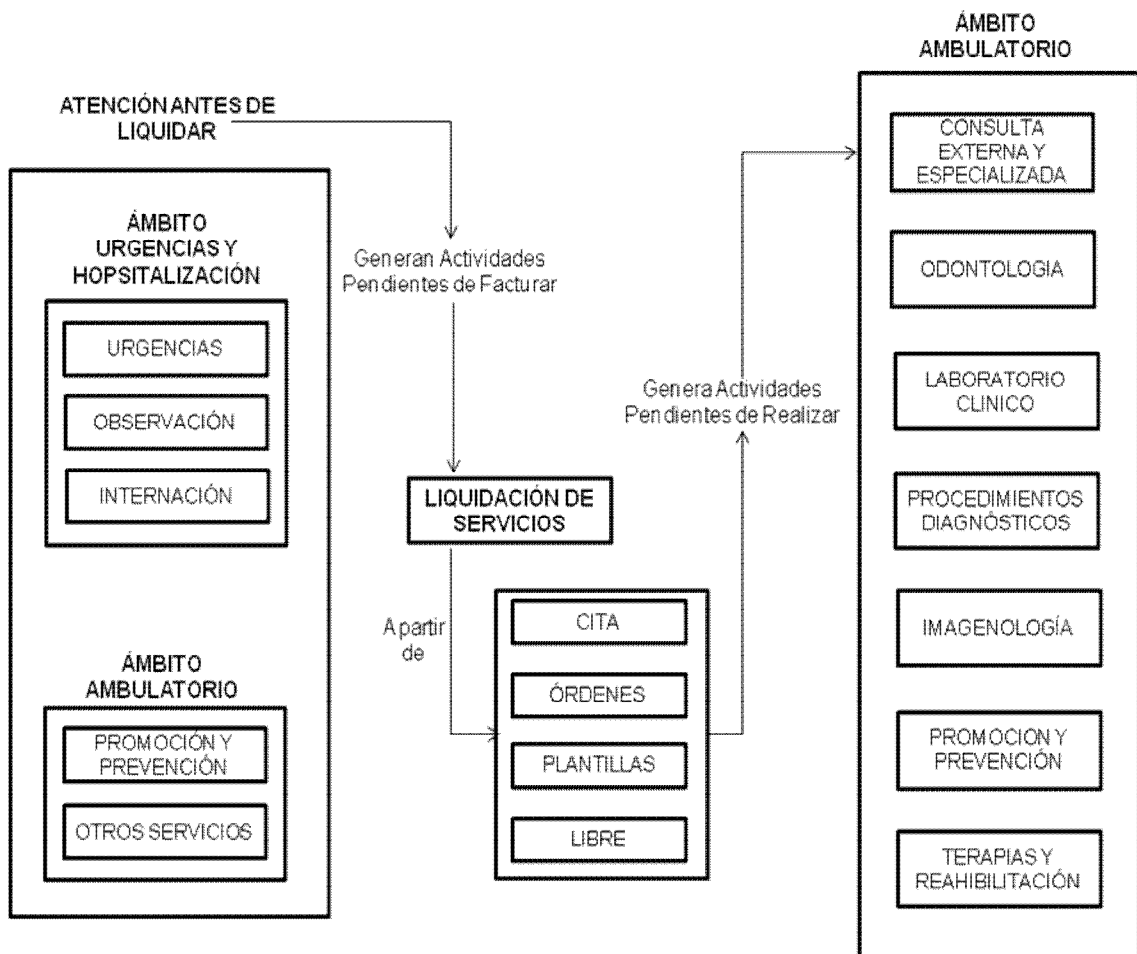 ATENCIÓN ANTES DE
LIQUIDAR
ÁMBITO
URGENCIAS Y
HOPSITALIZACIÓN
URGENCIAS
OBSERVACIÓN
INTERNACIÓN
ÁMBITO
AMBULATORIO
PROMOCIÓN Y
PREVENCIÓN
OTROS SERVICIOS
Generan Actividades
Pendientes de Facturar
LIQUIDACIÓN DE
SERVICIOS
A partir
de
CITA
ÓRDENES
PLANTILLAS
LIBRE
Genera Actividades
Pendientes de Realizar
ÁMBITO
AMBULATORIO
CONSULTA
EXTERNA Y
ESPECIALIZADA
ODONTOLOGIA
LABORATORIO
CLINICO
PROCEDIMIENTOS
DIAGNÓSTICOS
IMAGENOLOGÍA
PROMOCION Y
PREVENCIÓN
TERAPIAS Y
REAHIBILITACIÓN